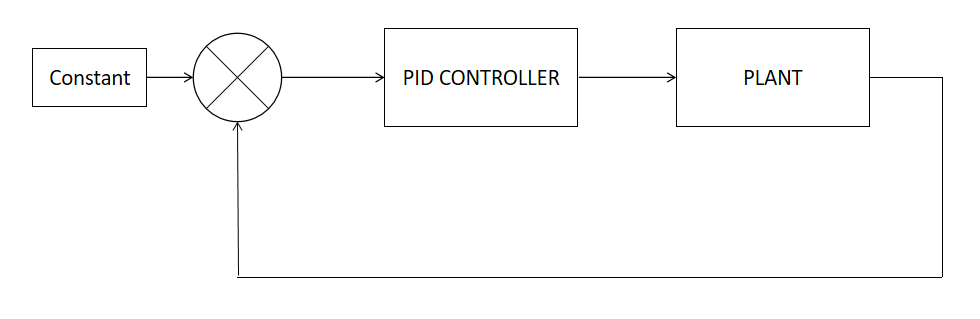 Constant
PID CONTROLLER
PLANT